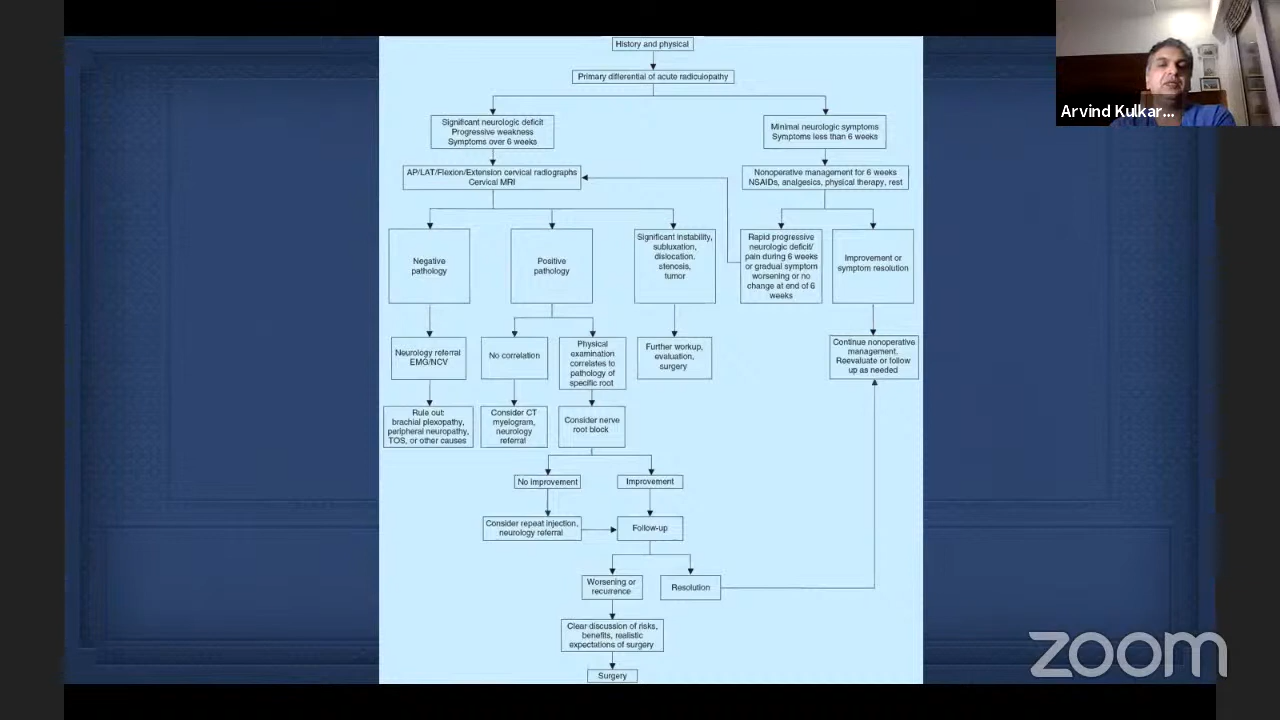 History and physical
Primary differential of acute radiculopathy
Significant neurologic deficit
Progressive weakness
Symptoms over 6 weeks
Minimal neurologic symptoms
Symptoms less than 6 weeks
AP/LAT/Flexion/Extension cervical radiographs
Cervical MRI
Nonoperative management for 6 weeks
NSAIDs, analgesics, physical therapy, rest
Negative
pathology
Positive
pathology
Significant instability,
subluxation,
dislocation,
stenosis,
tumor
Rapid progressive
neurologic deficit/
pain during 6 weeks
or gradual symptom
worsening or no
change at end of 6
weeks
Improvement or
symptom resolution
Neurology referral
EMG/NCV
No correlation
Physical
examination
correlates to
pathology of
specific root
Further workup,
evaluation,
surgery
Continue nonoperative
management.
Reevaluate or follow
up as needed
Rule out:
brachial plexopathy,
peripheral neuropathy,
TOS, or other causes
Consider CT
myelogram,
neurology
referral
Consider nerve
root block
No improvement
Improvement
Consider repeat injection,
neurology referral
Follow-up
Worsening or
recurrence
Resolution
Clear discussion of risks,
benefits, realistic
expectations of surgery
Surgery
Arvind Kulkar...
zoom